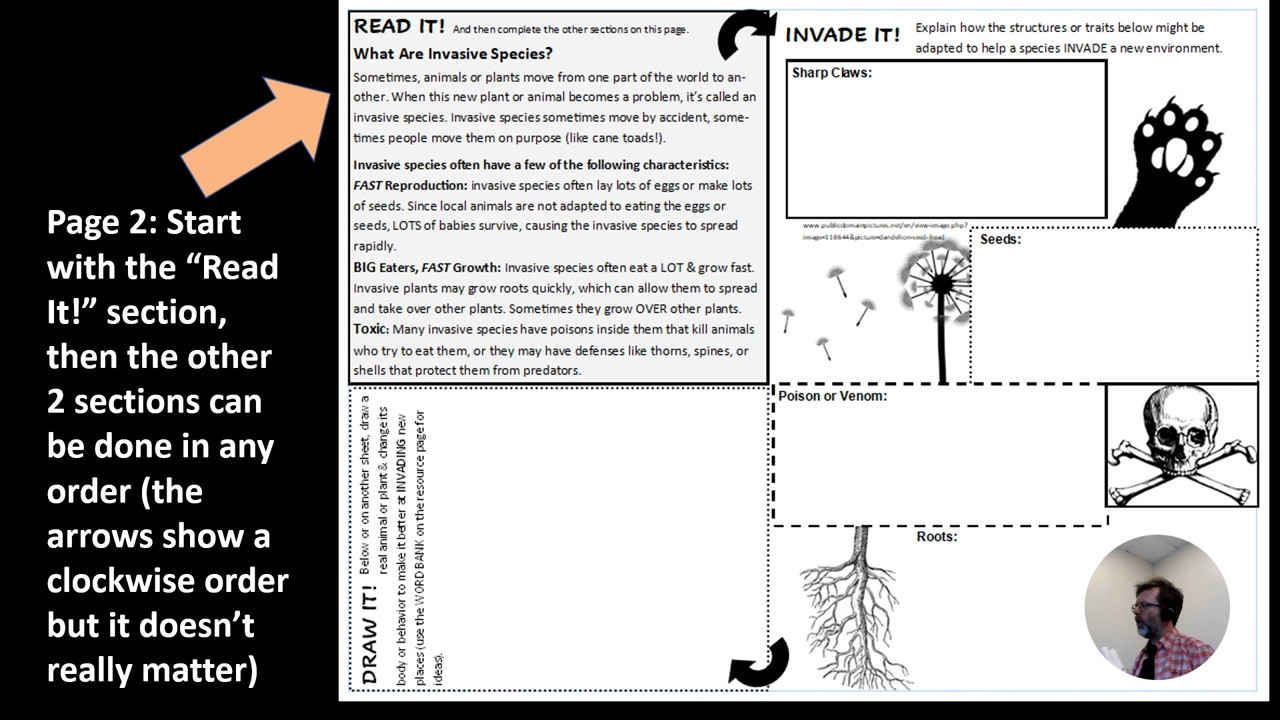 Page 2: Start
with the “Read
It!” section,
then the other
2 sections can
be done in any
order (the
arrows show a
clockwise order
but it doesn’t
really matter)
READ IT! And then complete the other sections on this page.
What Are Invasive Species?
Sometimes, animals or plants move from one part of the world to an-
other. When this new plant or animal becomes a problem, it’s called an
invasive species. Invasive species sometimes move by accident, some-
times people move them on purpose (like cane toads!).
Invasive species often have a few of the following characteristics:
FAST Reproduction: invasive species often lay lots of eggs or make lots
of seeds. Since local animals are not adapted to eating the eggs or
seeds, LOTS of babies survive, causing the invasive species to spread
rapidly.
BIG Eaters, FAST Growth: Invasive species often eat a LOT & grow fast.
Invasive plants may grow roots quickly, which can allow them to spread
and take over other plants. Sometimes they grow OVER other plants.
Toxic: Many invasive species have poisons inside them that kill animals
who try to eat them, or they may have defenses like thorns, spines, or
shells that protect them from predators.
INVADE IT! Explain how the structures or traits below might be
adapted to help a species INVADE a new environment.
Sharp Claws:
www.publicdomainpictures.net/en/view-image.php?
image=118644&picture=dandelion-seed-head
Seeds:
Poison or Venom:
Roots:
DRAW IT! Below or on another sheet, draw a
real animal or plant & change its
body or behavior to make it better at INVADING new
places (use the WORD BANK on the resource page for
ideas).